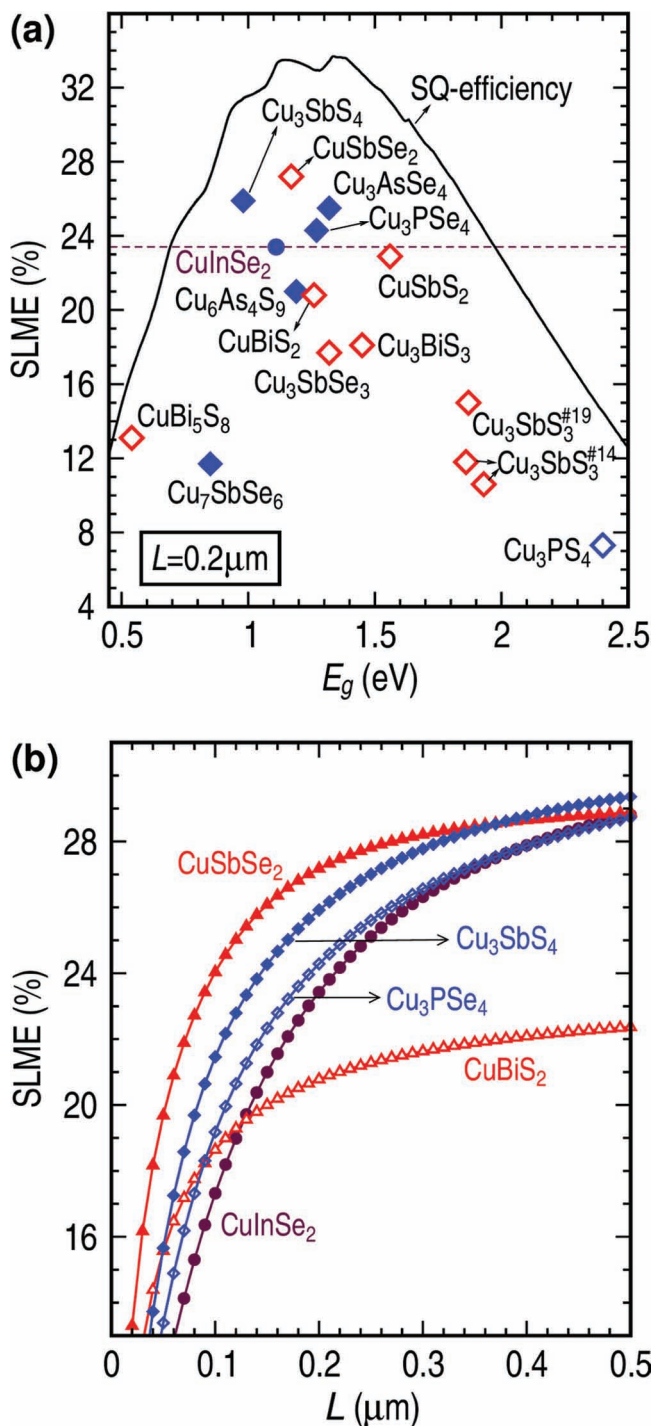 (a)
32
28
24
20
16
12
8
4
SLME (%)
SQ-efficiency
Cu₃SbS₄
CuSbSe₂
Cu₃AsSe₄
Cu₃PSe₄
CuInSe₂
CuSbS₂
Cu₆As₄S₉
CuBiS₂
Cu₃BiS₃
Cu₃SbSe₃
CuBi₅S₈
Cu₃SbS₃#19
Cu₃SbS₃#14
Cu₇SbSe₆
Cu₃PS₄
L=0.2µm
0.5 1 1.5 2 2.5
Eg (eV)
(b)
28
24
20
16
SLME (%)
CuSbSe₂
Cu₃SbS₄
Cu₃PSe₄
CuBiS₂
CuInSe₂
0 0.1 0.2 0.3 0.4 0.5
L (µm)